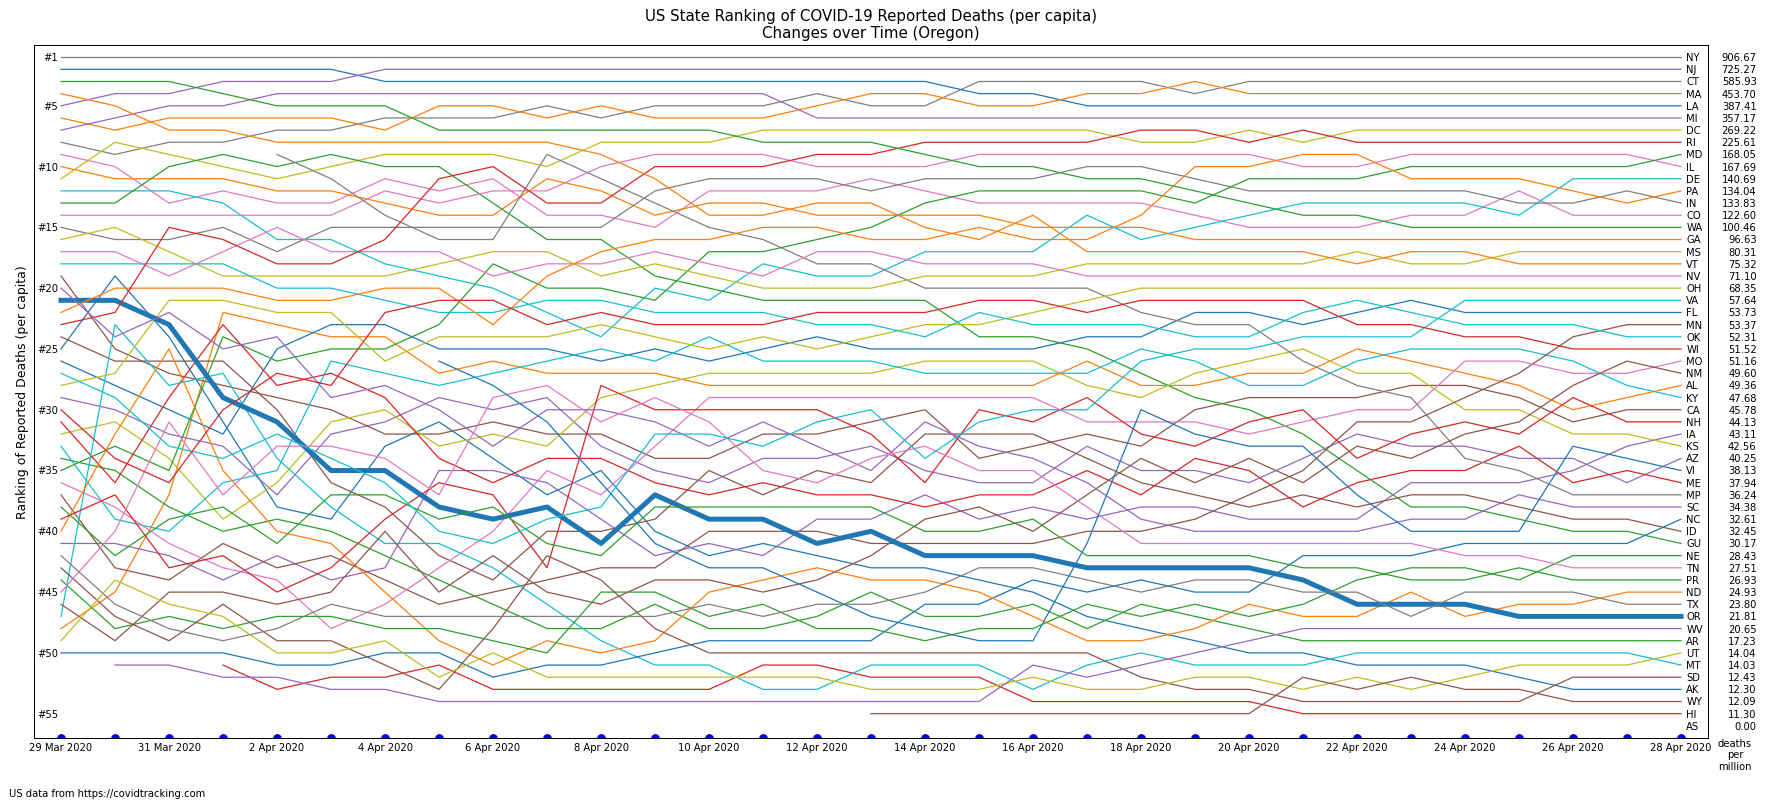 US State Ranking of COVID-19 Reported Deaths (per capita)
Changes over Time (Oregon)
Ranking of Reported Deaths (per capita)
#1
#5
#10
#15
#20
#25
#30
#35
#40
#45
#50
#55
NY 906.67
NJ 725.27
CT 585.93
MA 453.70
LA 387.41
MI 357.17
DC 269.22
RI 225.61
MD 168.05
IL 167.69
DE 140.69
PA 134.04
IN 133.83
CO 122.60
WA 100.46
GA 96.63
MS 80.31
VT 75.32
NV 71.10
OH 68.35
VA 57.64
FL 53.73
MN 53.37
OK 52.31
WI 51.52
MO 51.16
NM 49.60
AL 49.36
KY 47.68
CA 45.78
NH 44.13
IA 43.11
KS 42.56
AZ 40.25
VI 38.13
ME 37.94
MP 36.24
SC 34.38
NC 32.61
ID 32.45
GU 30.17
NE 28.43
TN 27.51
PR 26.93
ND 24.93
TX 23.80
OR 21.81
WV 20.65
AR 17.23
UT 14.04
MT 14.03
SD 12.43
AK 12.30
WY 12.09
HI 11.30
AS 0.00
29 Mar 2020 31 Mar 2020 2 Apr 2020 4 Apr 2020 6 Apr 2020 8 Apr 2020 10 Apr 2020 12 Apr 2020 14 Apr 2020 16 Apr 2020 18 Apr 2020 20 Apr 2020 22 Apr 2020 24 Apr 2020 26 Apr 2020 28 Apr 2020
deaths
per
million
US data from https://covidtracking.com